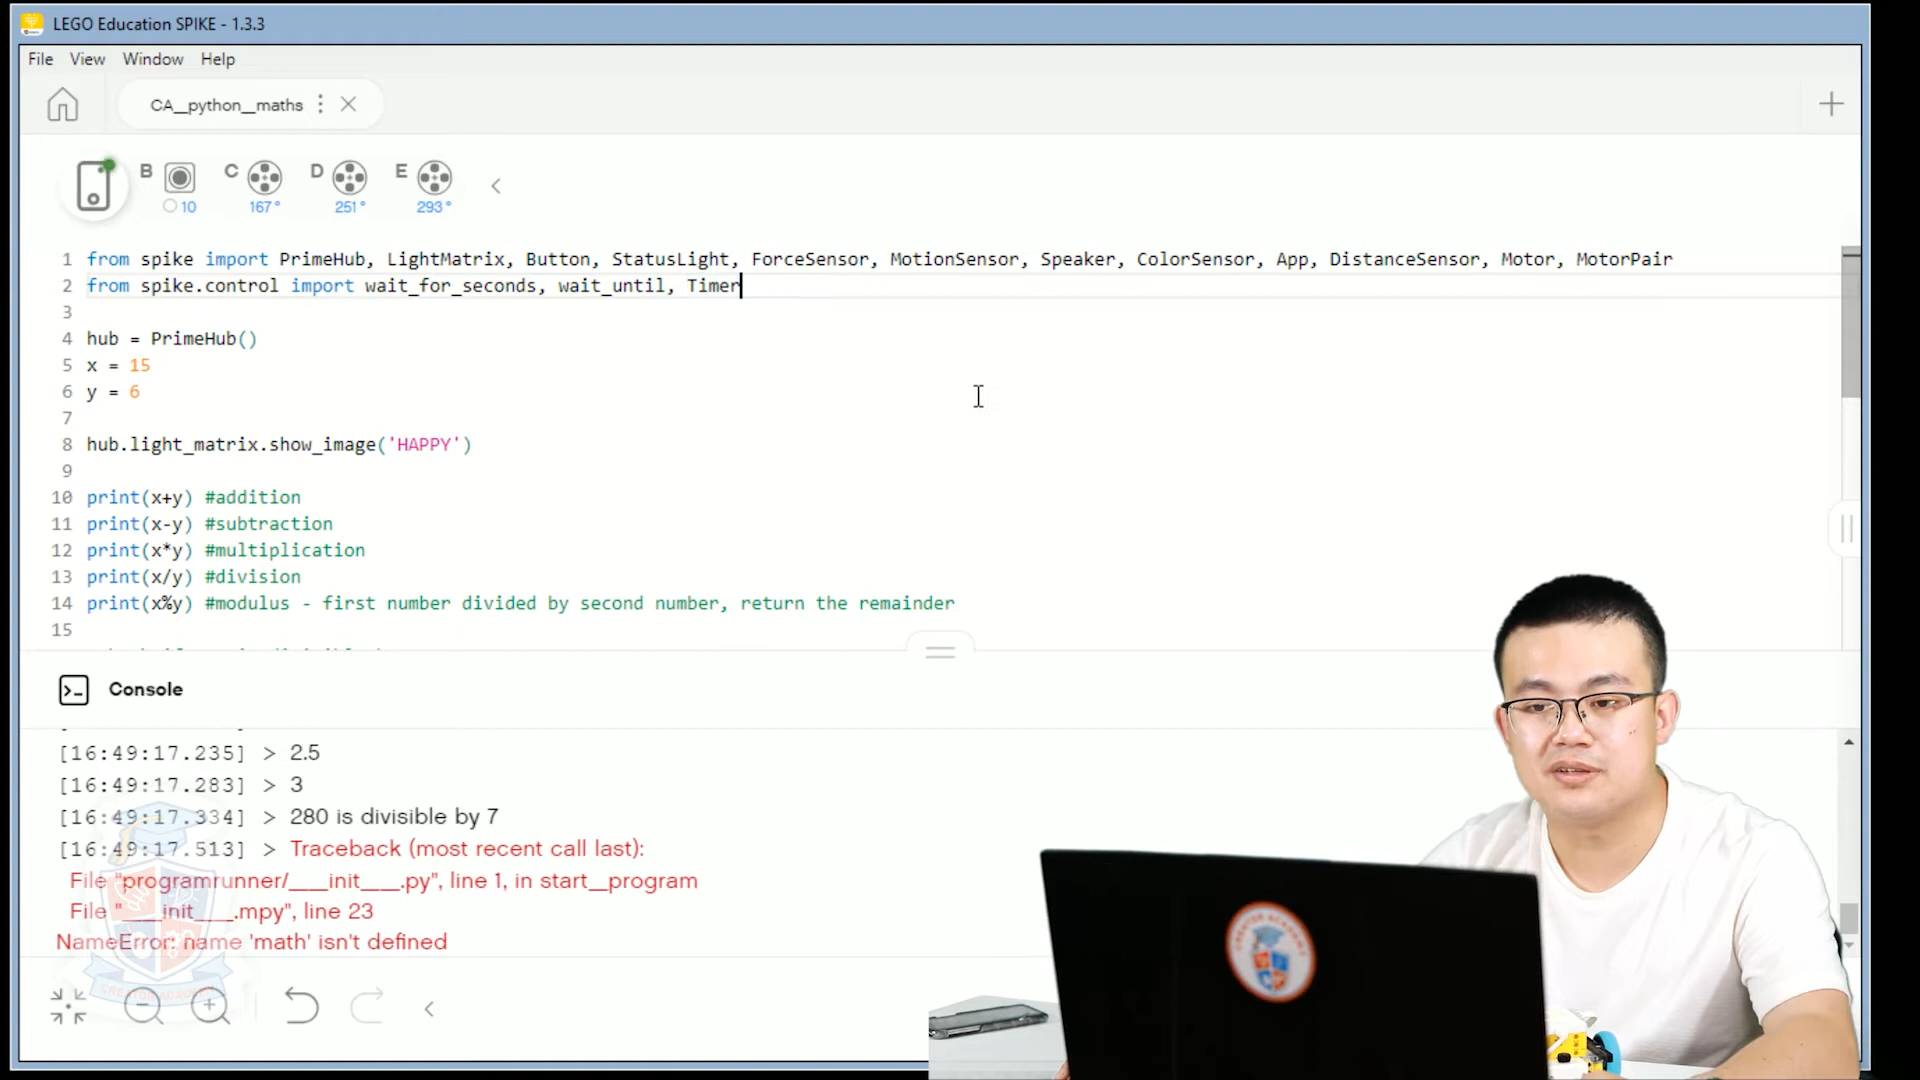 LEGO Education SPIKE - 1.3.3
File View Window Help
CA__python__maths
B C D E
10 167° 251° 293°
1 from spike import PrimeHub, LightMatrix, Button, StatusLight, ForceSensor, MotionSensor, Speaker, ColorSensor, App, DistanceSensor, Motor, MotorPair
2 from spike.control import wait_for_seconds, wait_until, Timer
3
4 hub = PrimeHub()
5 x = 15
6 y = 6
7
8 hub.light_matrix.show_image('HAPPY')
9
10 print(x+y) #addition
11 print(x-y) #subtraction
12 print(x*y) #multiplication
13 print(x/y) #division
14 print(x%y) #modulus - first number divided by second number, return the remainder
15
Console
[16:49:17.235] > 2.5
[16:49:17.283] > 3
[16:49:17.334] > 280 is divisible by 7
[16:49:17.513] > Traceback (most recent call last):
File "programrunner/__init__.py", line 1, in start__program
File "__init__.mpy", line 23
NameError: name 'math' isn't defined
CREATOR ACADEMY
CREATOR ACADEMY